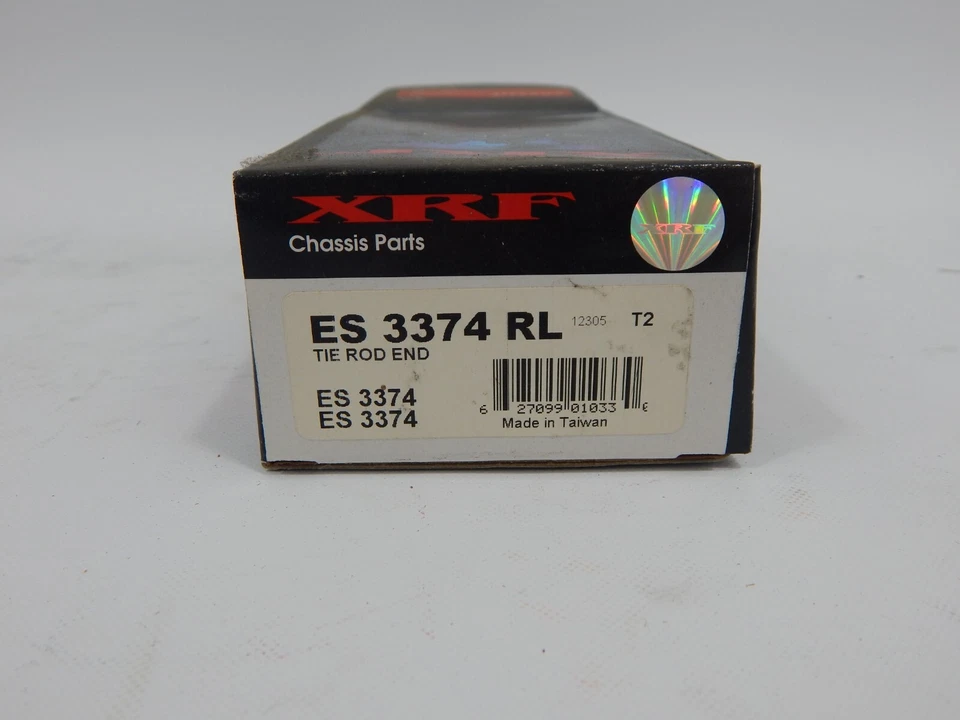 XRF
XRF
Chassis Parts
ES 3374 RL 12305 T2
TIE ROD END
ES 3374
ES 3374
6 27099 01033
Made in Taiwan